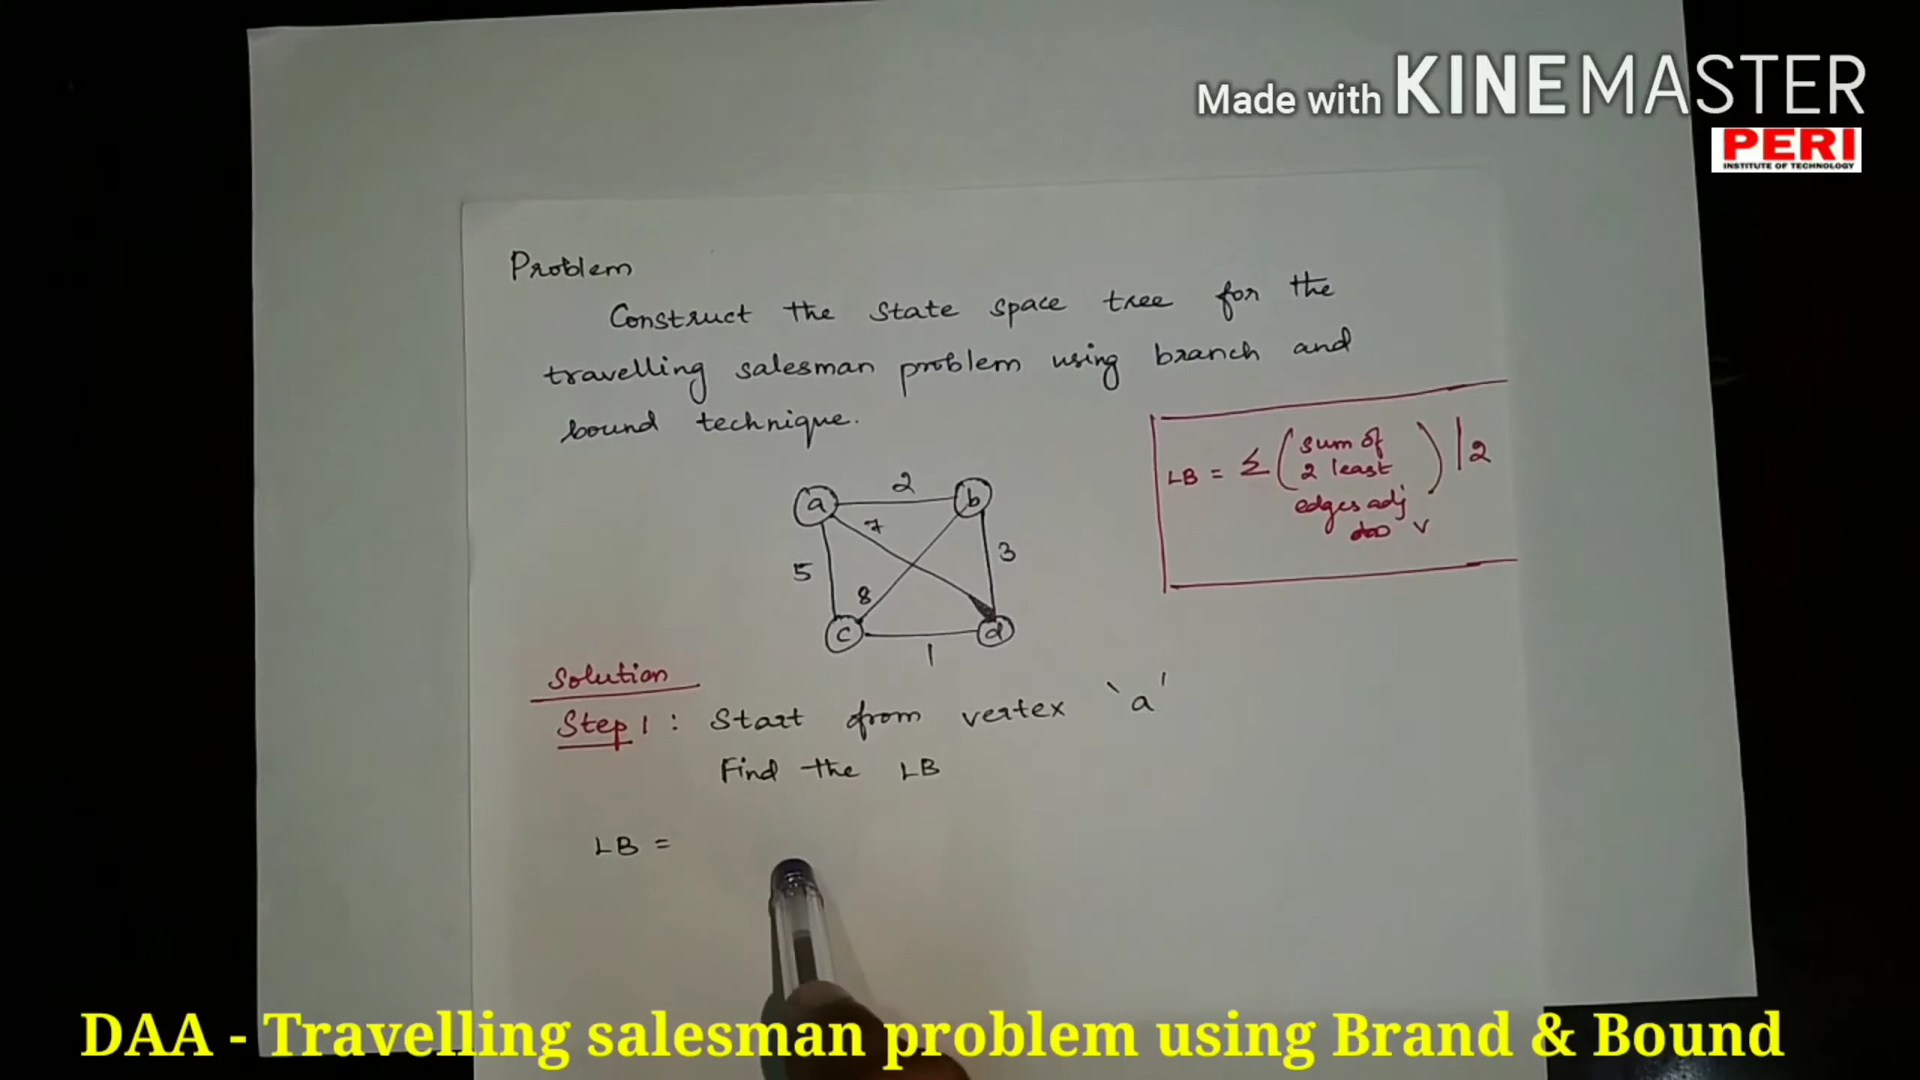 Made with KINEMASTER
PERI
INSTITUTE OF TECHNOLOGY
Problem
Construct the state space tree for the
travelling salesman problem using branch and
bound technique.
LB = Σ ( sum of
2 least
edges adj
v ) | 2
a 2 b
7
5 3
8
c d
1
Solution
Step 1 : Start from vertex 'a'
Find the LB
LB =
DAA - Travelling salesman problem using Brand & Bound